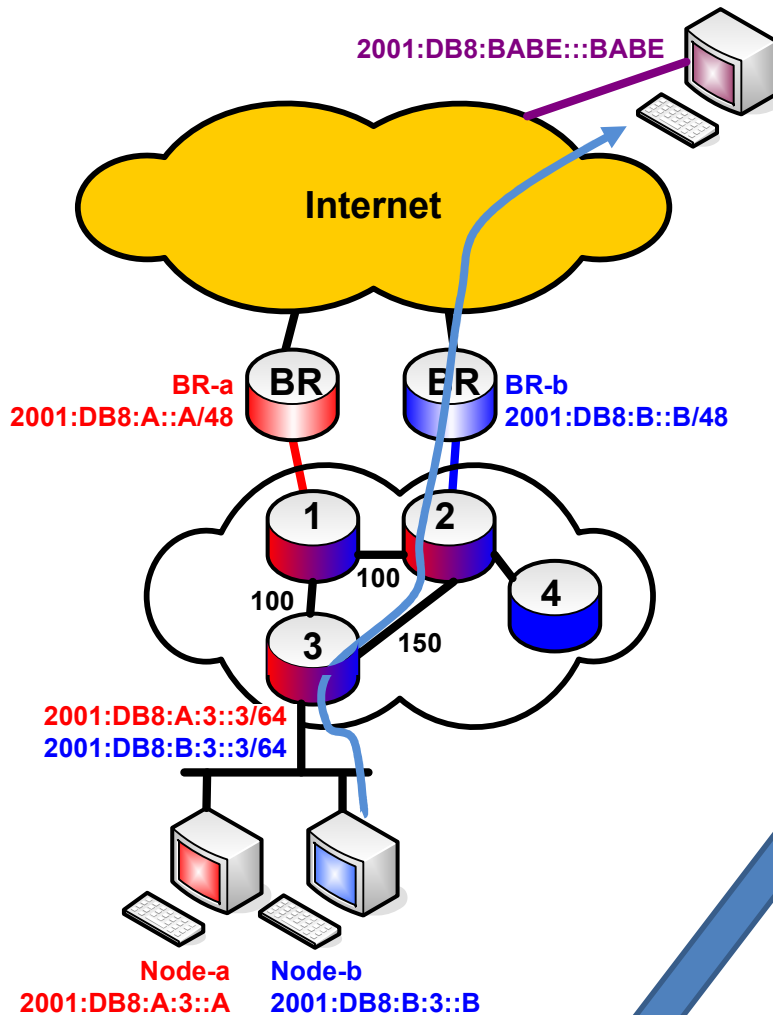 2001:DB8:BABE:::BABE
Internet
BR
BR
BR-a
2001:DB8:A::A/48
BR-b
2001:DB8:B::B/48
1
2
100
100
4
3
150
2001:DB8:A:3::3/64
2001:DB8:B:3::3/64
Node-a
2001:DB8:A:3::A
Node-b
2001:DB8:B:3::B